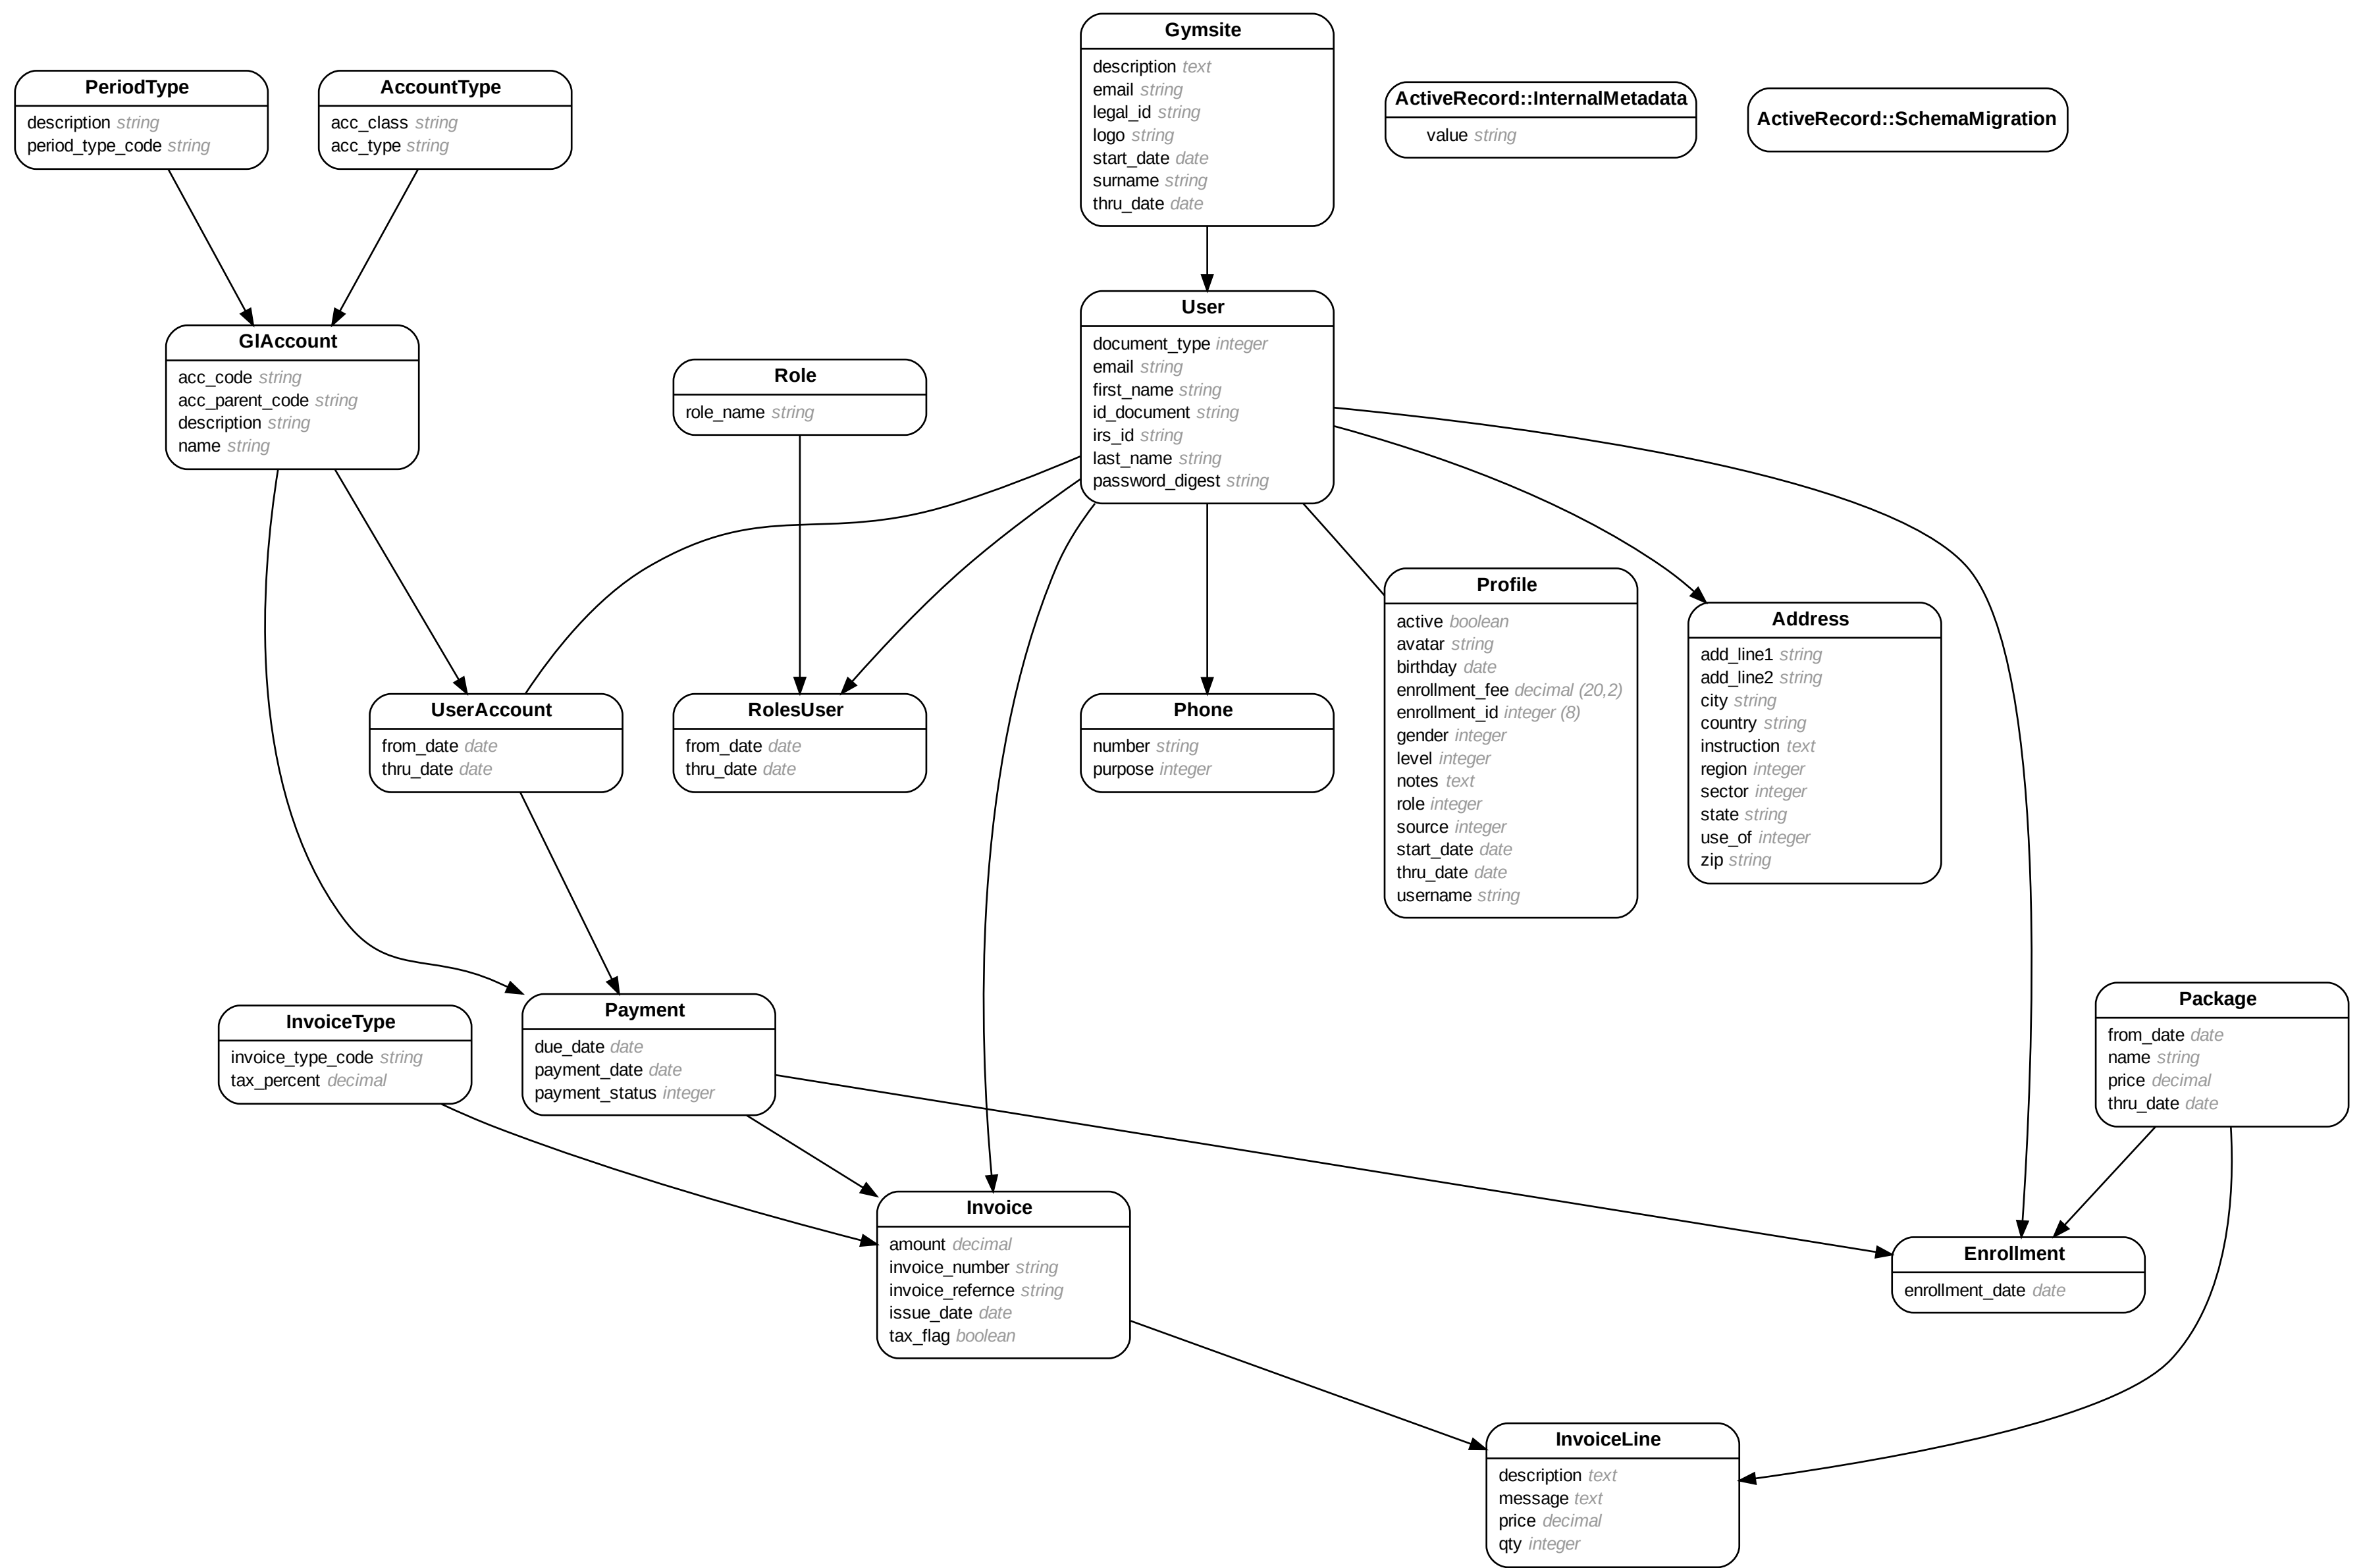 Gymsite
description text
email string
legal_id string
logo string
start_date date
surname string
thru_date date
PeriodType
description string
period_type_code string
AccountType
acc_class string
acc_type string
ActiveRecord::InternalMetadata
value string
ActiveRecord::SchemaMigration
User
document_type integer
email string
first_name string
id_document string
irs_id string
last_name string
password_digest string
GlAccount
acc_code string
acc_parent_code string
description string
name string
Role
role_name string
Profile
active boolean
avatar string
birthday date
enrollment_fee decimal (20,2)
enrollment_id integer (8)
gender integer
level integer
notes text
role integer
source integer
start_date date
thru_date date
username string
Address
add_line1 string
add_line2 string
city string
country string
instruction text
region integer
sector integer
state string
use_of integer
zip string
UserAccount
from_date date
thru_date date
RolesUser
from_date date
thru_date date
Phone
number string
purpose integer
InvoiceType
invoice_type_code string
tax_percent decimal
Payment
due_date date
payment_date date
payment_status integer
Package
from_date date
name string
price decimal
thru_date date
Invoice
amount decimal
invoice_number string
invoice_refernce string
issue_date date
tax_flag boolean
Enrollment
enrollment_date date
InvoiceLine
description text
message text
price decimal
qty integer